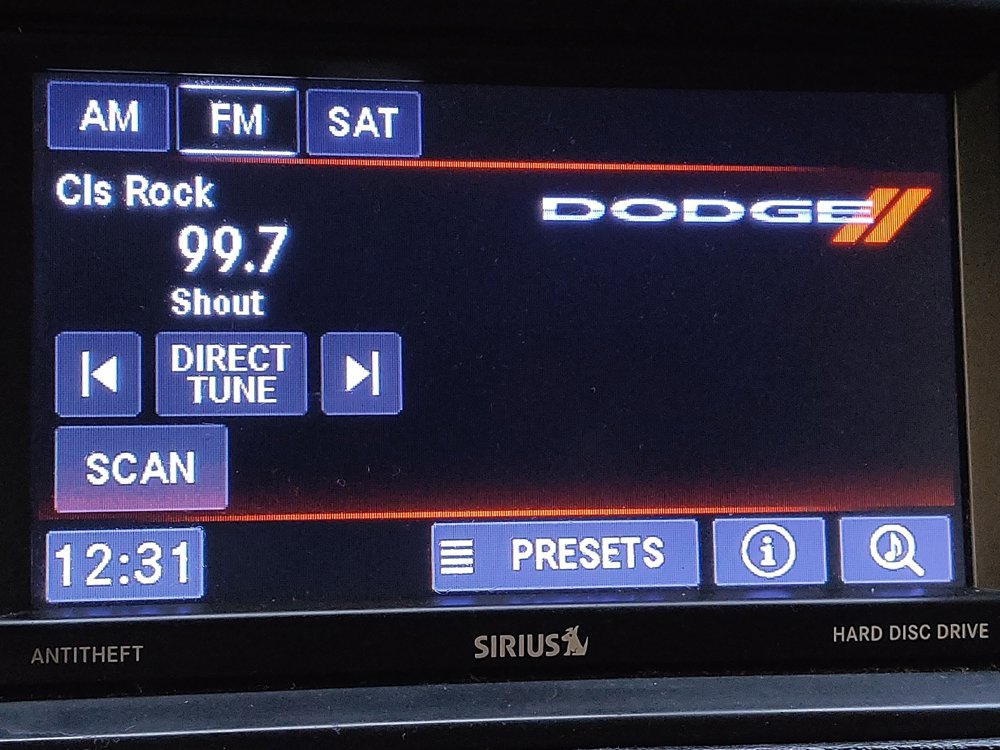 AM FM SAT
Cls Rock
DODGE
99.7
Shout
DIRECT
TUNE
SCAN
12:31 PRESETS
ANTITHEFT SIRIUS HARD DISC DRIVE